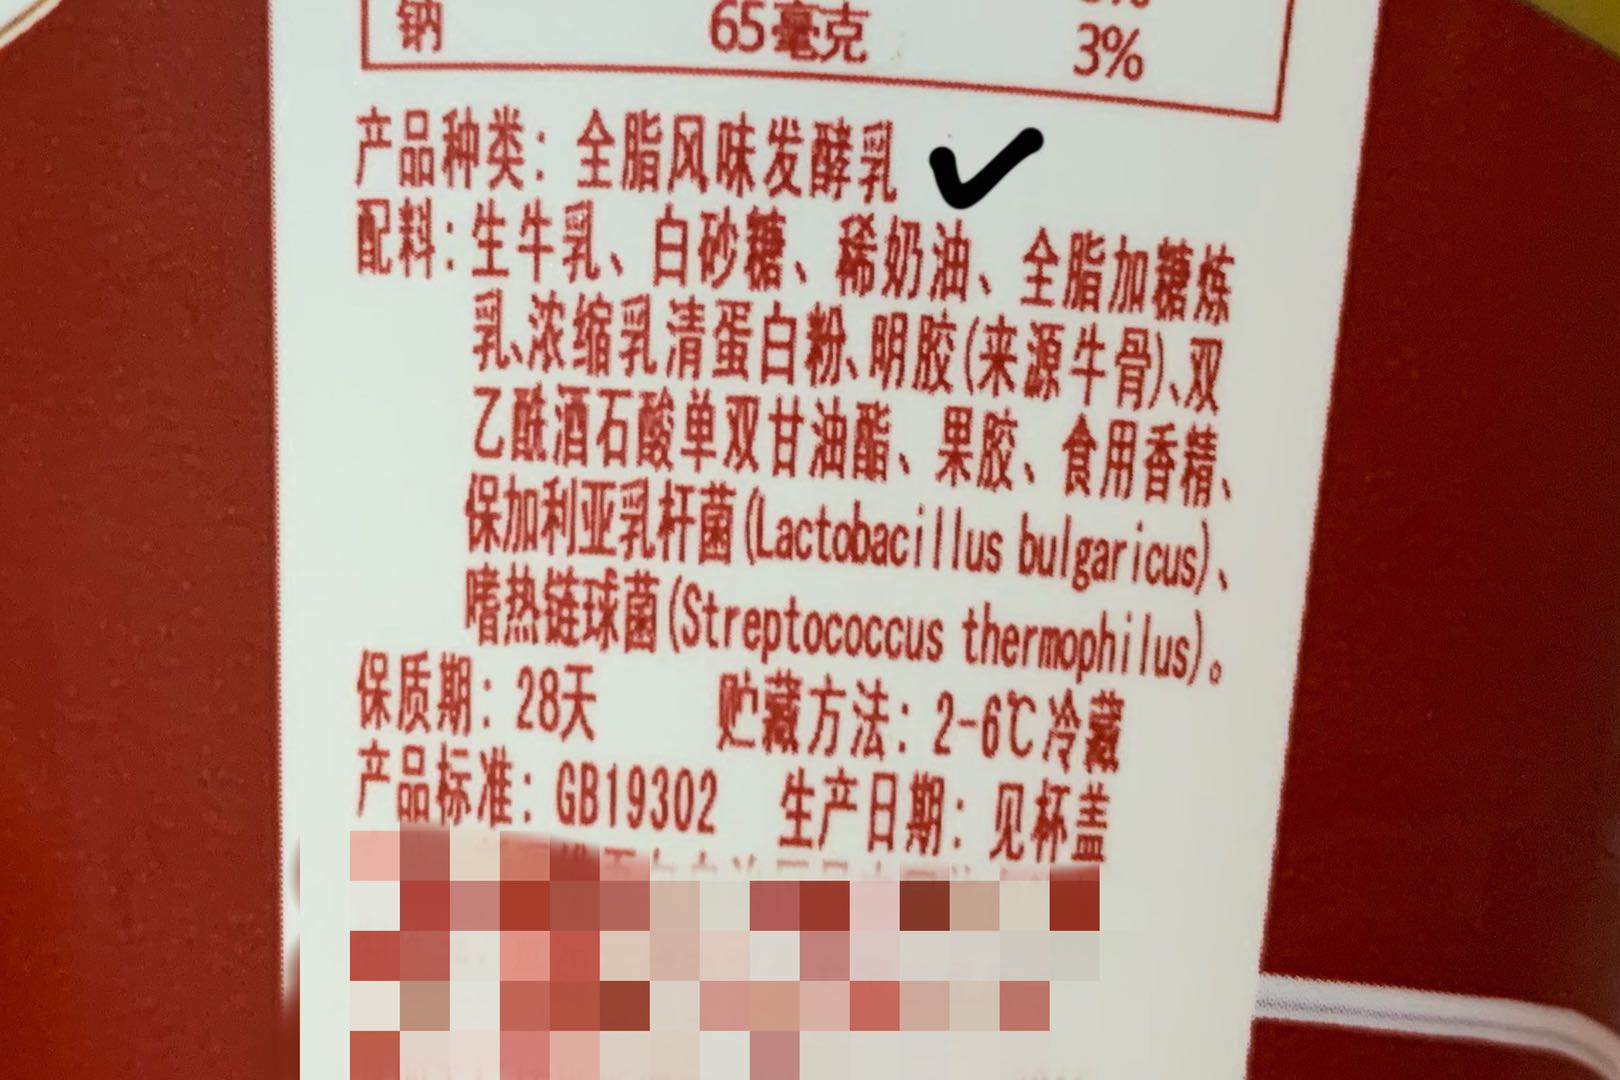 钠 65毫克 3%
产品种类：全脂风味发酵乳
配料：生牛乳、白砂糖、稀奶油、全脂加糖炼
乳、浓缩乳清蛋白粉、明胶(来源牛骨)、双
乙酰酒石酸单双甘油酯、果胶、食用香精、
保加利亚乳杆菌(Lactobacillus bulgaricus)、
嗜热链球菌(Streptococcus thermophilus)。
保质期：28天 贮藏方法：2-6℃冷藏
产品标准：GB19302 生产日期：见杯盖